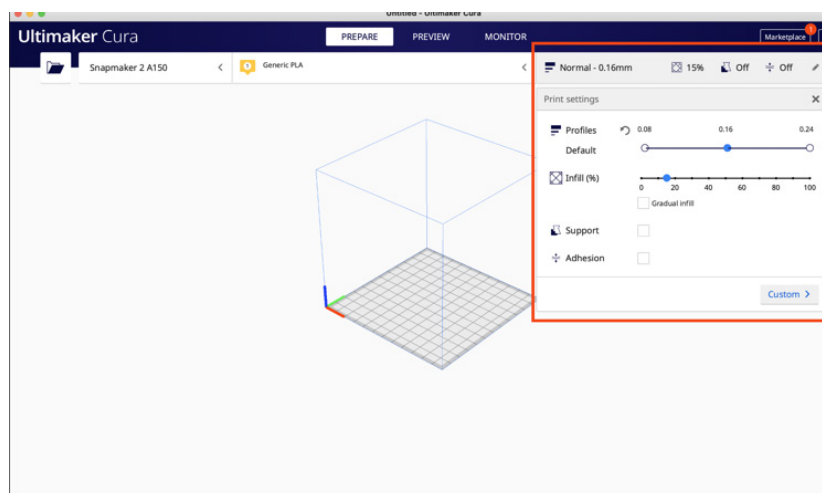 Untitled - Ultimaker Cura
Ultimaker Cura
PREPARE PREVIEW MONITOR
Marketplace 1
Snapmaker 2 A150
1 Generic PLA
Normal - 0.16mm 15% Off Off
Print settings
Profiles 0.08 0.16 0.24
Default
Infill (%)
0 20 40 60 80 100
Gradual infill
Support
Adhesion
Custom